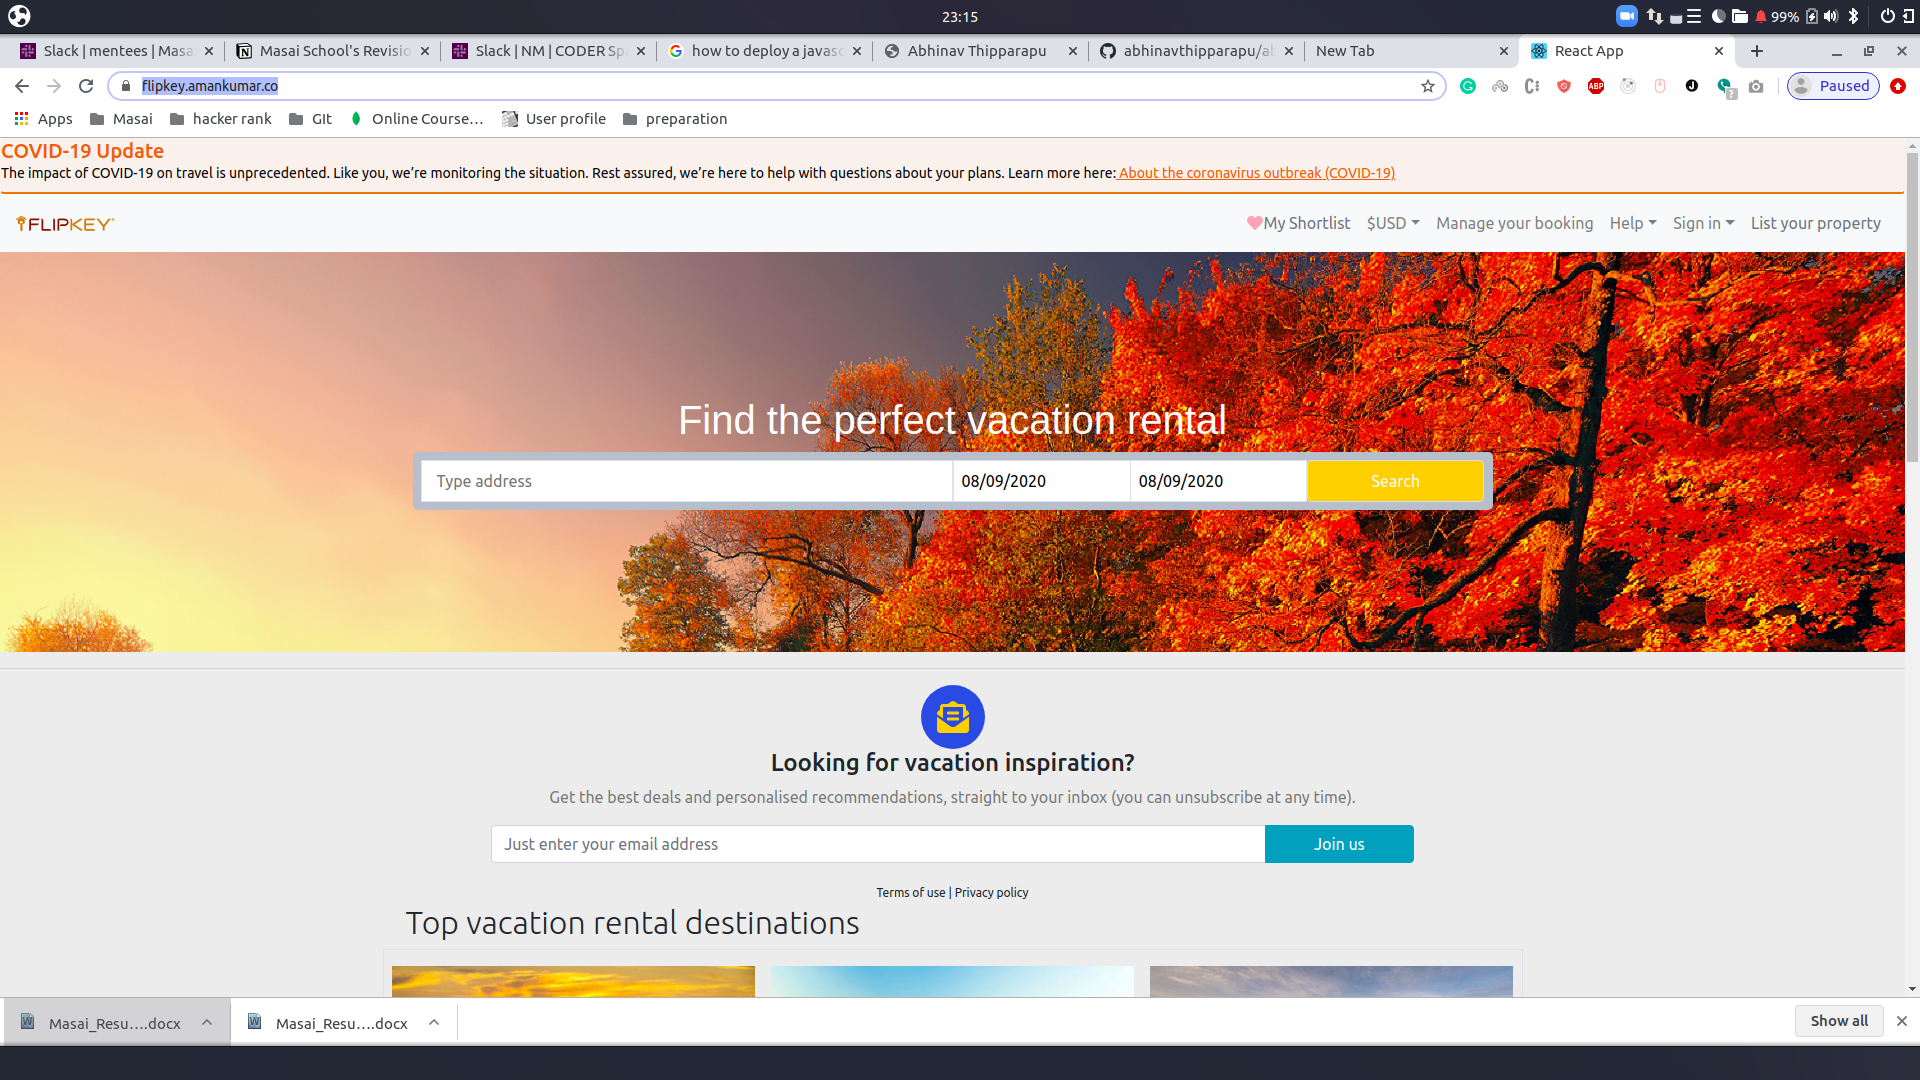 23:15
99%
Slack | mentees | Masa
Masai School's Revisio
Slack | NM | CODER Sp
how to deploy a javasc
Abhinav Thipparapu
abhinavthipparapu/ab
New Tab
React App
flipkey.amankumar.co
ABP
Paused
Apps
Masai
hacker rank
GIt
Online Course…
User profile
preparation
COVID-19 Update
The impact of COVID-19 on travel is unprecedented. Like you, we’re monitoring the situation. Rest assured, we’re here to help with questions about your plans. Learn more here: About the coronavirus outbreak (COVID-19)
FLIPKEY
My Shortlist
$USD
Manage your booking
Help
Sign in
List your property
Find the perfect vacation rental
Type address
08/09/2020
08/09/2020
Search
Looking for vacation inspiration?
Get the best deals and personalised recommendations, straight to your inbox (you can unsubscribe at any time).
Just enter your email address
Join us
Terms of use | Privacy policy
Top vacation rental destinations
Masai_Resu....docx
Masai_Resu....docx
Show all